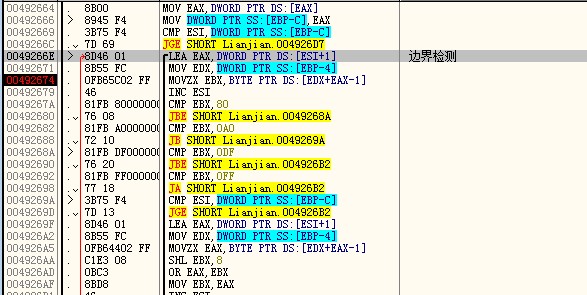 00492664 . 8B00 MOV EAX,DWORD PTR DS:[EAX]
00492666 > 8945 F4 MOV DWORD PTR SS:[EBP-C],EAX
00492669 . 3B75 F4 CMP ESI,DWORD PTR SS:[EBP-C]
0049266C . 7D 69 JGE SHORT Lianjian.004926D7
0049266E > 8D46 01 LEA EAX,DWORD PTR DS:[ESI+1] 边界检测
00492671 . 8B55 FC MOV EDX,DWORD PTR SS:[EBP-4]
00492674 . 0FB65C02 FF MOVZX EBX,BYTE PTR DS:[EDX+EAX-1]
00492679 . 46 INC ESI
0049267A . 81FB 80000000 CMP EBX,80
00492680 . 76 08 JBE SHORT Lianjian.0049268A
00492682 . 81FB A0000000 CMP EBX,0A0
00492688 . 72 10 JB SHORT Lianjian.0049269A
0049268A > 81FB DF000000 CMP EBX,0DF
00492690 . 76 20 JBE SHORT Lianjian.004926B2
00492692 . 81FB FF000000 CMP EBX,0FF
00492698 . 77 18 JA SHORT Lianjian.004926B2
0049269A > 3B75 F4 CMP ESI,DWORD PTR SS:[EBP-C]
0049269D . 7D 13 JGE SHORT Lianjian.004926B2
0049269F . 8D46 01 LEA EAX,DWORD PTR DS:[ESI+1]
004926A2 . 8B55 FC MOV EDX,DWORD PTR SS:[EBP-4]
004926A5 . 0FB64402 FF MOVZX EAX,BYTE PTR DS:[EDX+EAX-1]
004926AA . C1E3 08 SHL EBX,8
004926AD . 0BC3 OR EAX,EBX
004926AF . 8BD8 MOV EBX,EAX